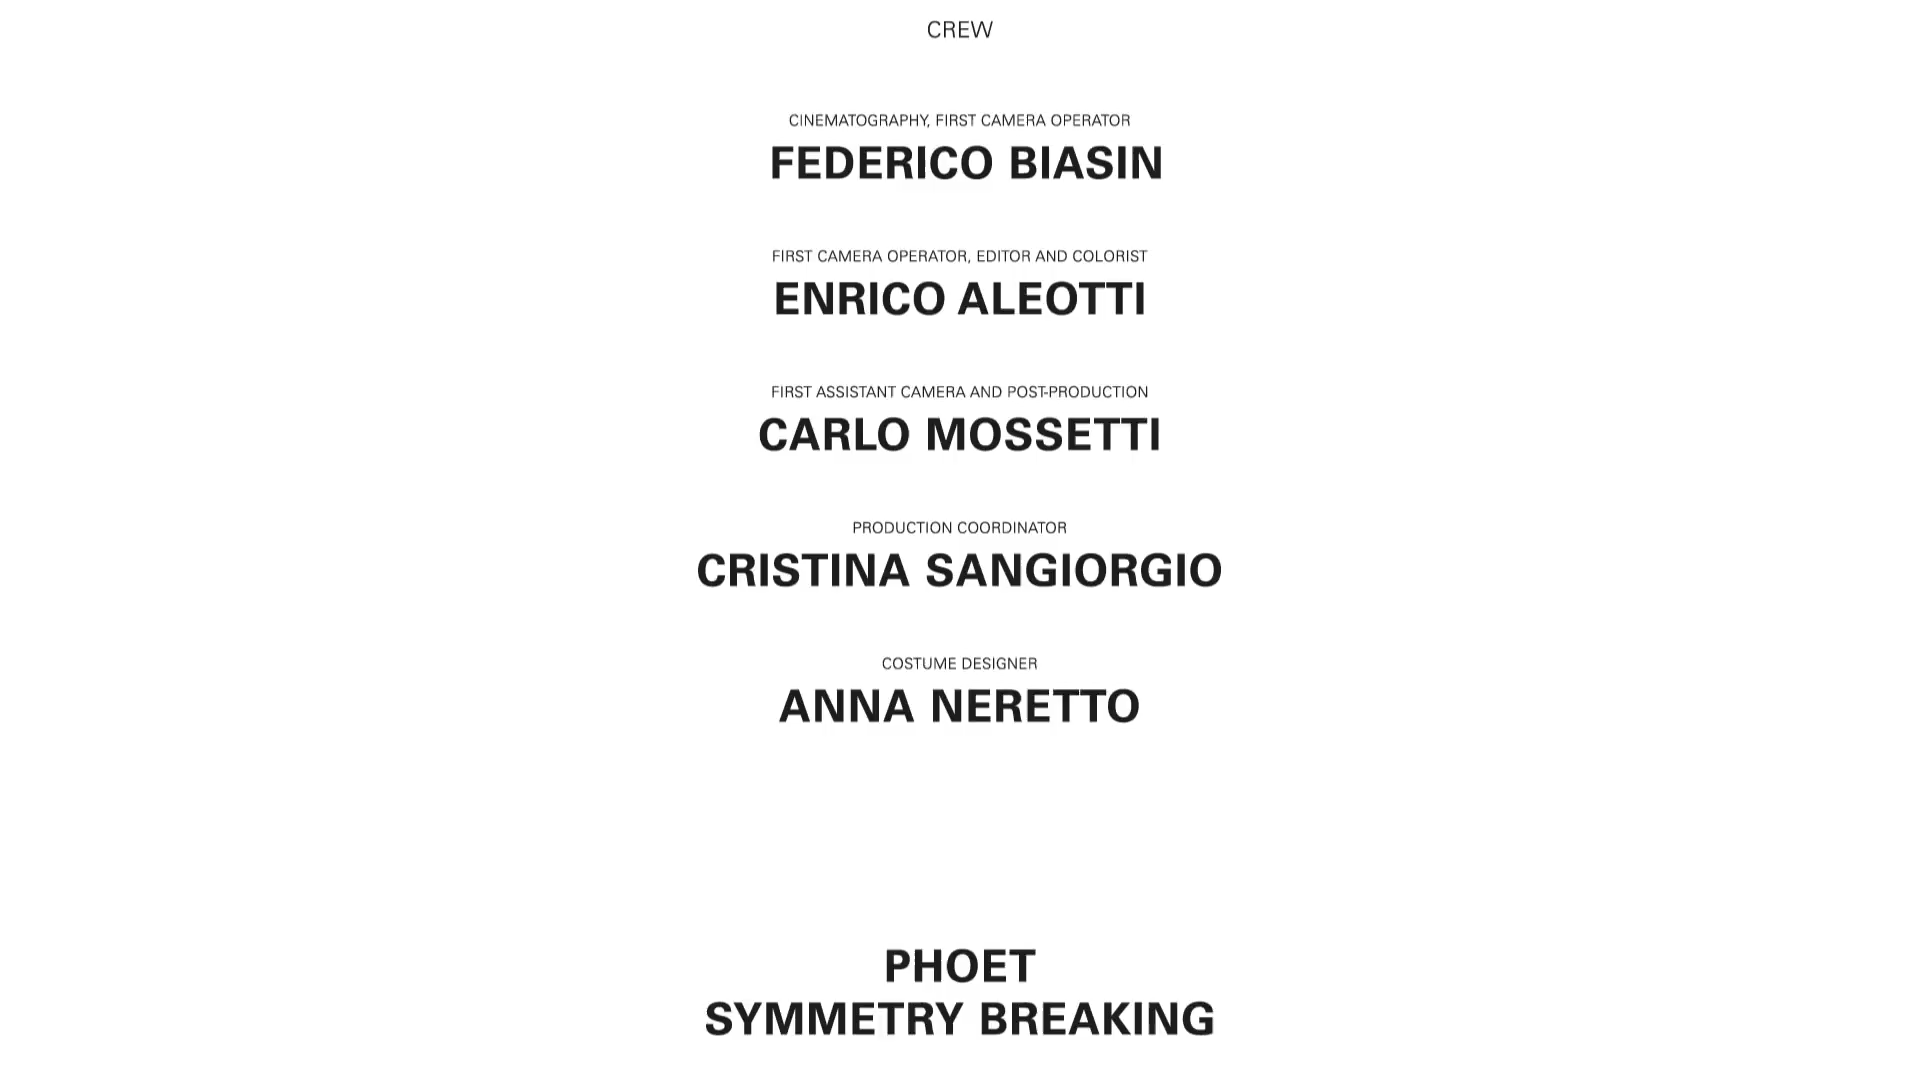 CREW
CINEMATOGRAPHY, FIRST CAMERA OPERATOR
FEDERICO BIASIN
FIRST CAMERA OPERATOR, EDITOR AND COLORIST
ENRICO ALEOTTI
FIRST ASSISTANT CAMERA AND POST-PRODUCTION
CARLO MOSSETTI
PRODUCTION COORDINATOR
CRISTINA SANGIORGIO
COSTUME DESIGNER
ANNA NERETTO
PHOET
SYMMETRY BREAKING